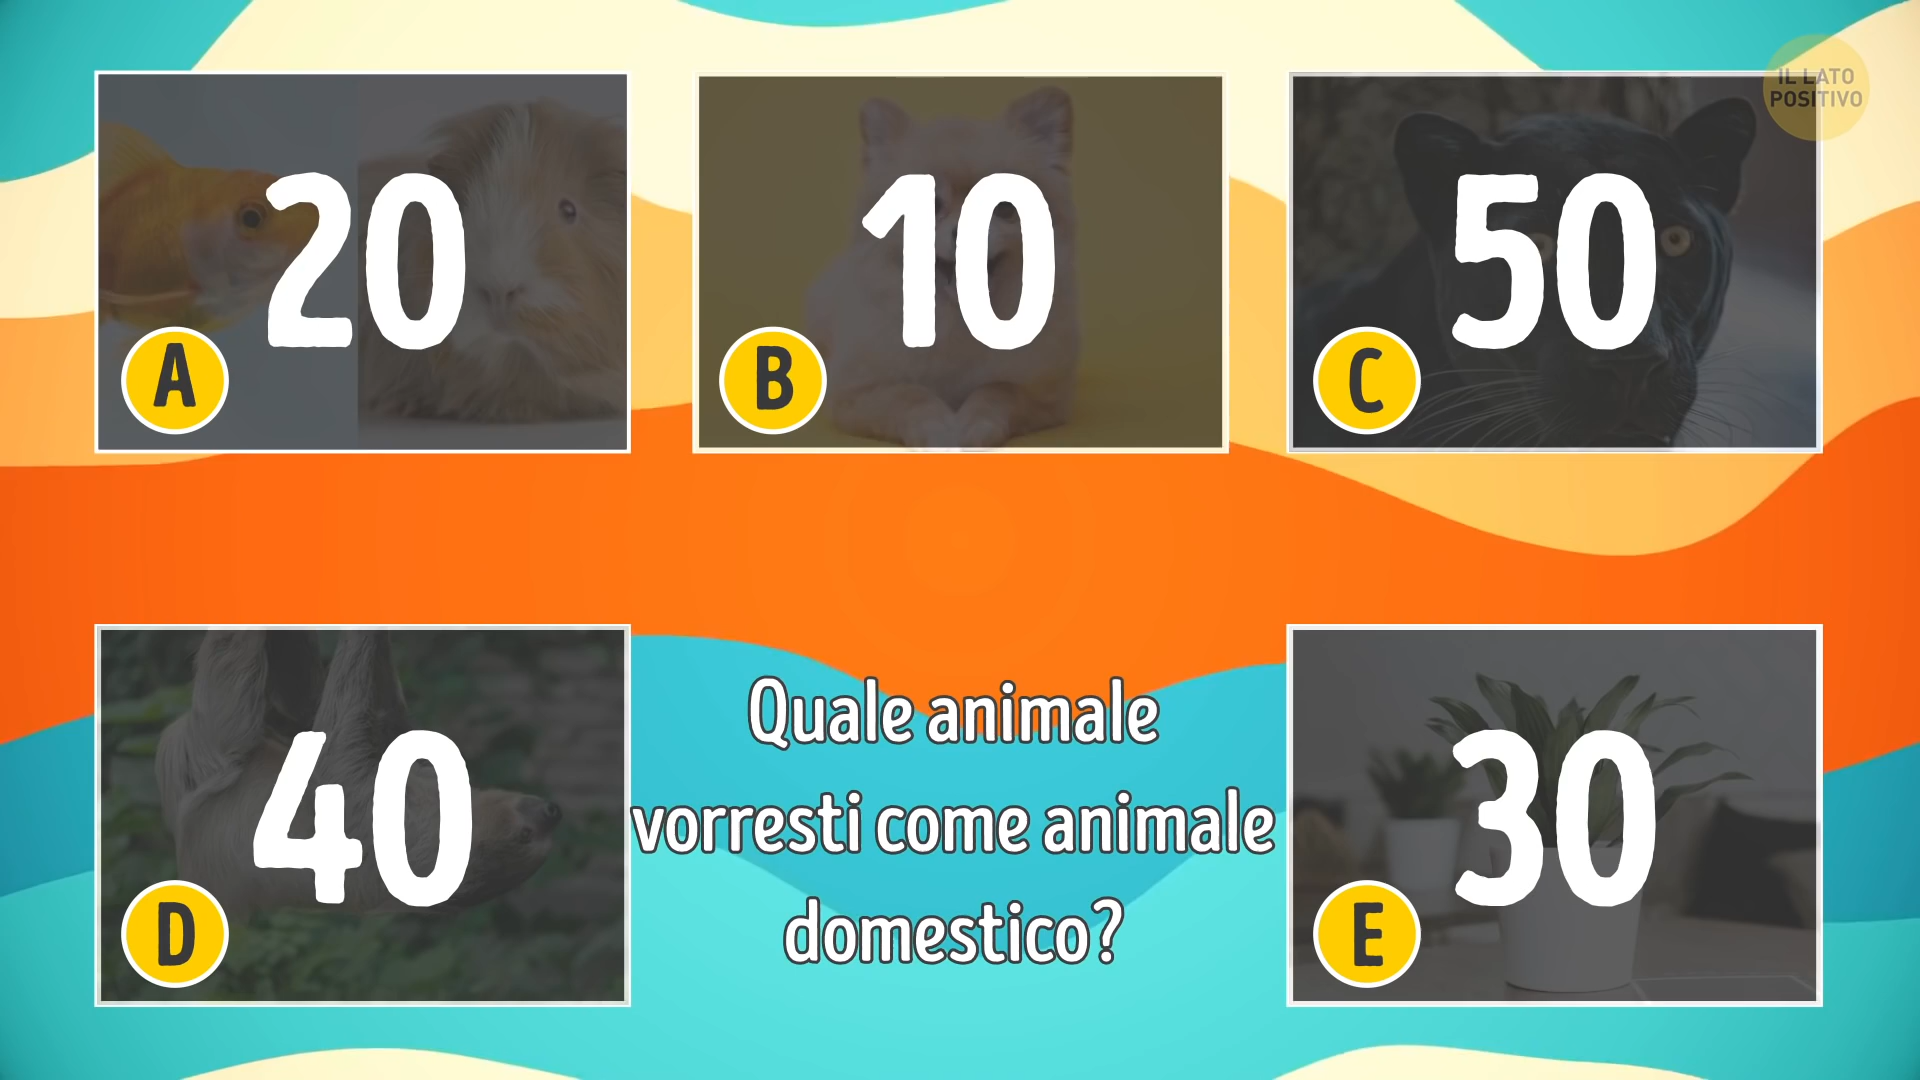 IL LATO
POSITIVO
20
A
10
B
50
C
40
D
Quale animale
vorresti come animale
domestico?
30
E